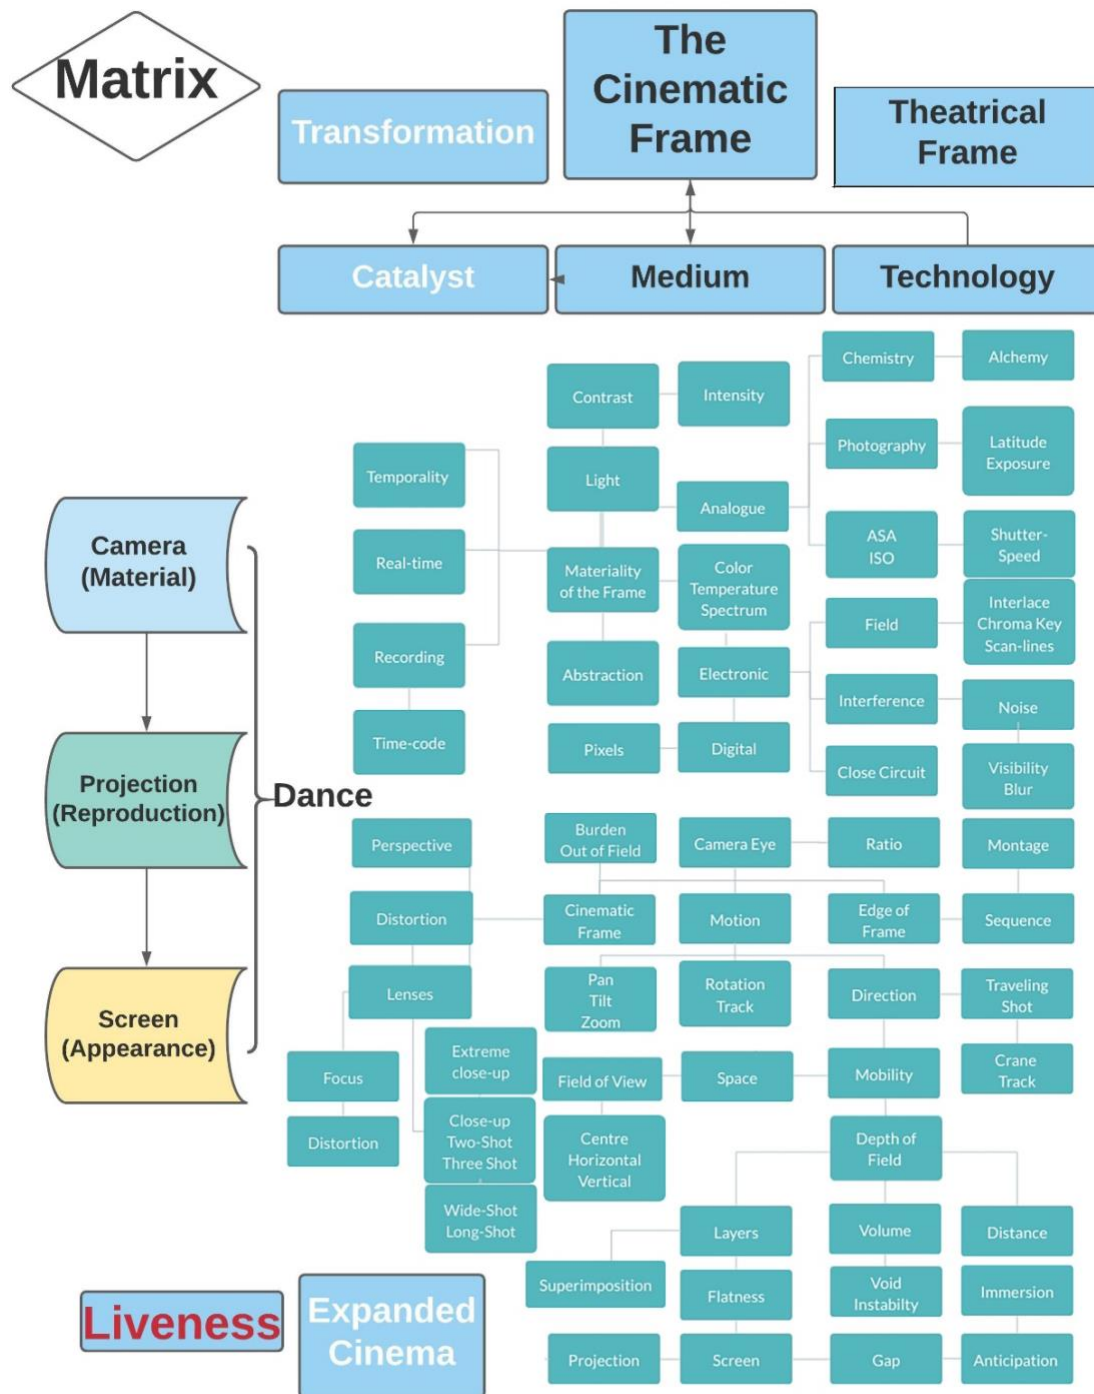 Matrix
The
Cinematic
Frame
Transformation
Theatrical
Frame
Catalyst
Medium
Technology
Chemistry
Alchemy
Contrast
Intensity
Photography
Latitude
Exposure
Temporality
Light
Analogue
ASA
ISO
Shutter-
Speed
Camera
(Material)
Real-time
Materiality
of the Frame
Color
Temperature
Spectrum
Field
Interlace
Chroma Key
Scan-lines
Recording
Abstraction
Electronic
Interference
Noise
Time-code
Pixels
Digital
Close Circuit
Visibility
Blur
Projection
(Reproduction)
Dance
Perspective
Burden
Out of Field
Camera Eye
Ratio
Montage
Distortion
Cinematic
Frame
Motion
Edge of
Frame
Sequence
Lenses
Pan
Tilt
Zoom
Rotation
Track
Direction
Traveling
Shot
Screen
(Appearance)
Focus
Extreme
close-up
Field of View
Space
Mobility
Crane
Track
Distortion
Close-up
Two-Shot
Three Shot
Centre
Horizontal
Vertical
Depth of
Field
Wide-Shot
Long-Shot
Layers
Volume
Distance
Superimposition
Flatness
Void
Instabilty
Immersion
Liveness
Expanded
Cinema
Projection
Screen
Gap
Anticipation